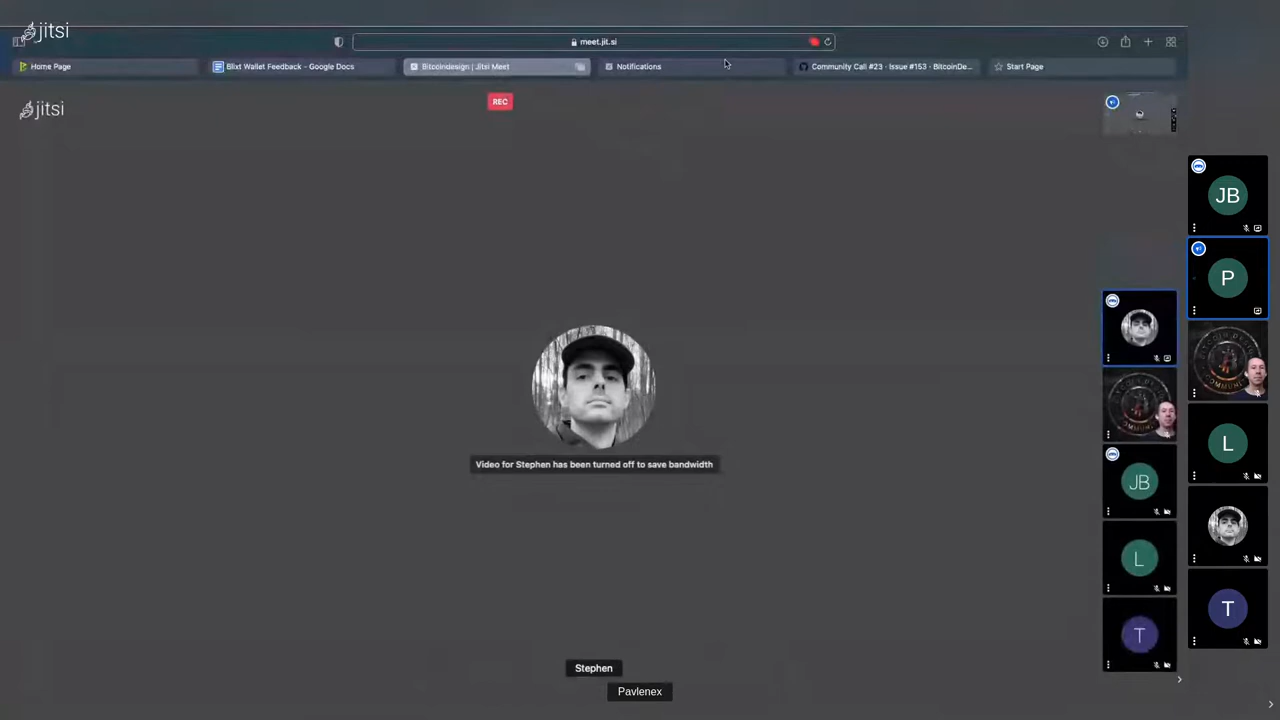 jitsi
meet.jit.si
Home Page
Blixt Wallet Feedback - Google Docs
Bitcoindesign | Jitsi Meet
Notifications
Community Call #23 · Issue #153 · BitcoinDe...
Start Page
jitsi
REC
JB
P
L
T
JB
L
T
Video for Stephen has been turned off to save bandwidth
Stephen
Pavlenex